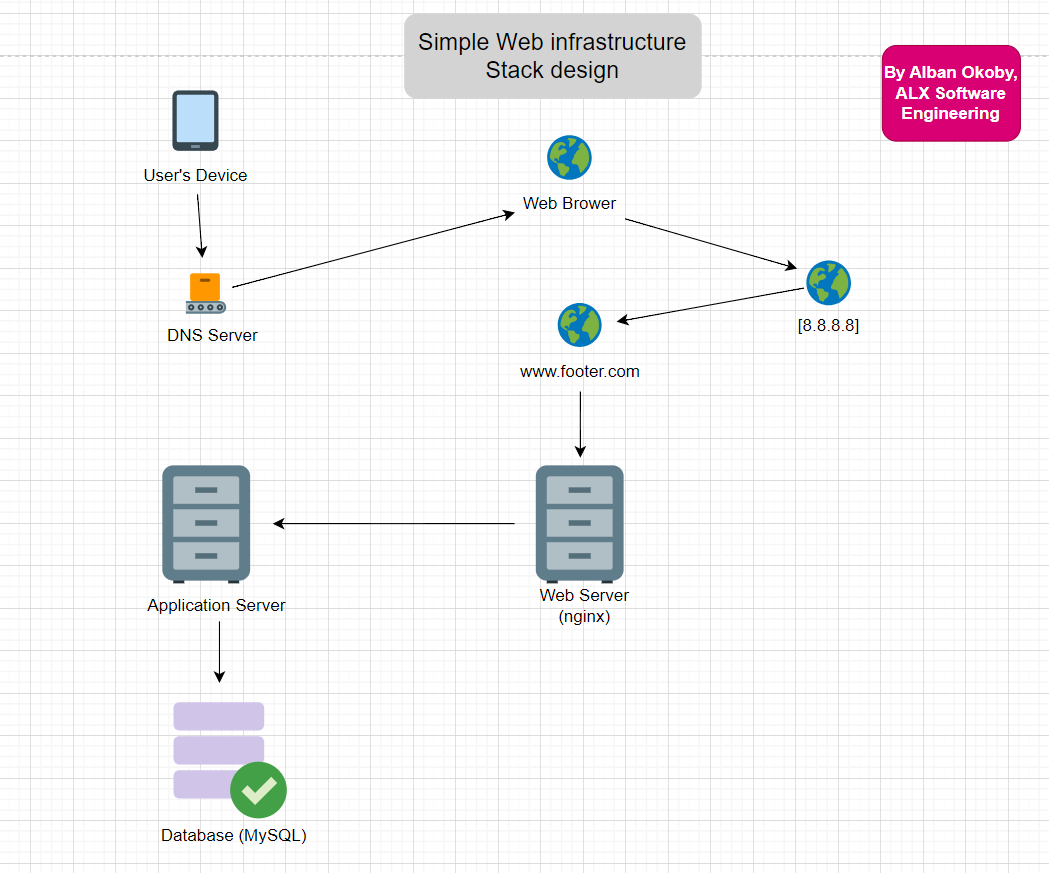 Simple Web infrastructure
Stack design
By Alban Okoby,
ALX Software
Engineering
User's Device
Web Brower
DNS Server
[8.8.8.8]
www.footer.com
Application Server
Web Server
(nginx)
Database (MySQL)